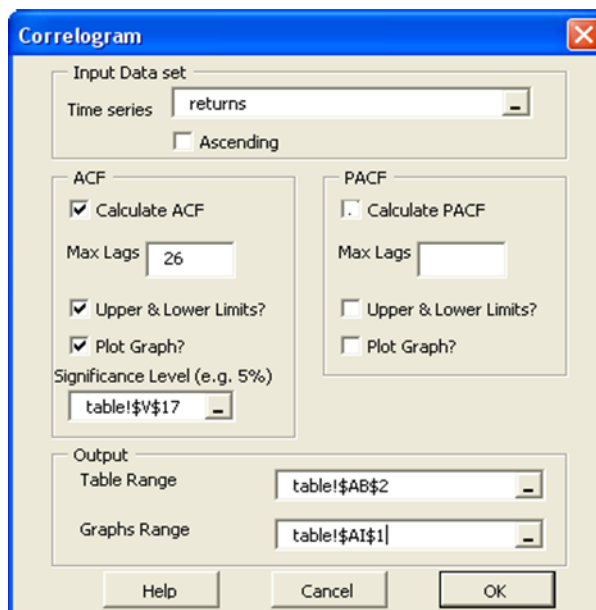 Correlogram
Input Data set
Time series returns
Ascending
ACF
Calculate ACF
Max Lags 26
Upper & Lower Limits?
Plot Graph?
Significance Level (e.g. 5%)
table!$V$17
PACF
Calculate PACF
Max Lags
Upper & Lower Limits?
Plot Graph?
Output
Table Range table!$AB$2
Graphs Range table!$AI$1
Help Cancel OK